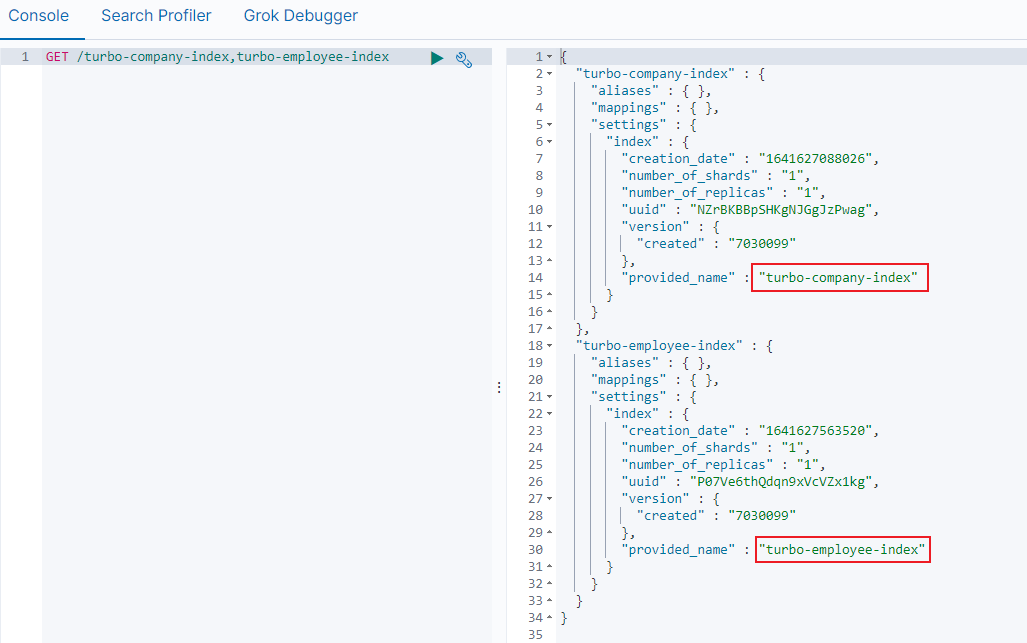 Console Search Profiler Grok Debugger
1 GET /turbo-company-index,turbo-employee-index
1 {
2 "turbo-company-index" : {
3 "aliases" : { },
4 "mappings" : { },
5 "settings" : {
6 "index" : {
7 "creation_date" : "1641627088026",
8 "number_of_shards" : "1",
9 "number_of_replicas" : "1",
10 "uuid" : "NZrBKBBpSHKgNJGgJzPwag",
11 "version" : {
12 "created" : "7030099"
13 },
14 "provided_name" : "turbo-company-index"
15 }
16 }
17 },
18 "turbo-employee-index" : {
19 "aliases" : { },
20 "mappings" : { },
21 "settings" : {
22 "index" : {
23 "creation_date" : "1641627563520",
24 "number_of_shards" : "1",
25 "number_of_replicas" : "1",
26 "uuid" : "P07Ve6thQdqn9xVcVZx1kg",
27 "version" : {
28 "created" : "7030099"
29 },
30 "provided_name" : "turbo-employee-index"
31 }
32 }
33 }
34 }
35